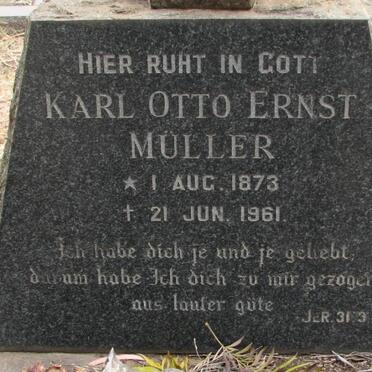 HIER RUHT IN GOTT
KARL OTTO ERNST
MÜLLER
★ 1 AUG. 1873
✝ 21 JUN. 1961.
Ich habe dich je und je geliebt,
darum habe Ich dich zu mir gezogen
aus lauter güte
JER. 31:3